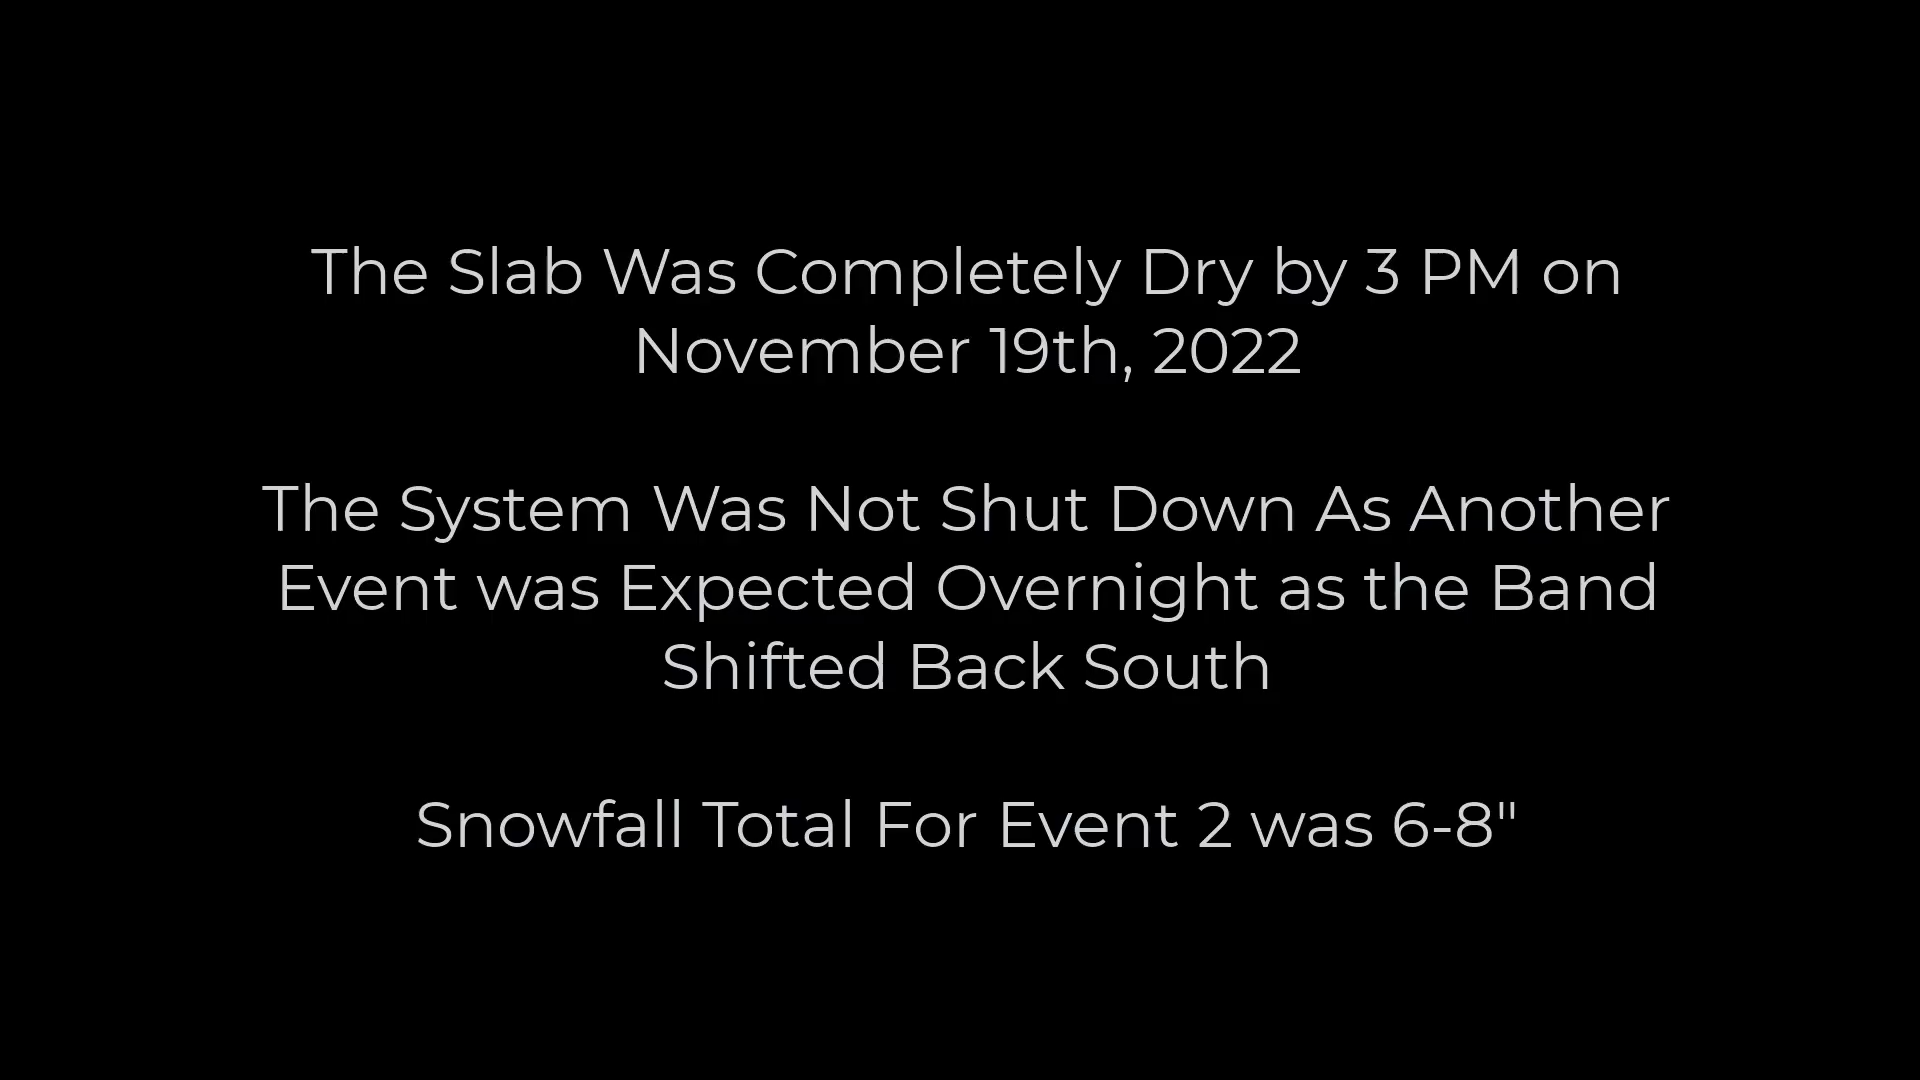 The Slab Was Completely Dry by 3 PM on
November 19th, 2022
The System Was Not Shut Down As Another
Event was Expected Overnight as the Band
Shifted Back South
Snowfall Total For Event 2 was 6-8"